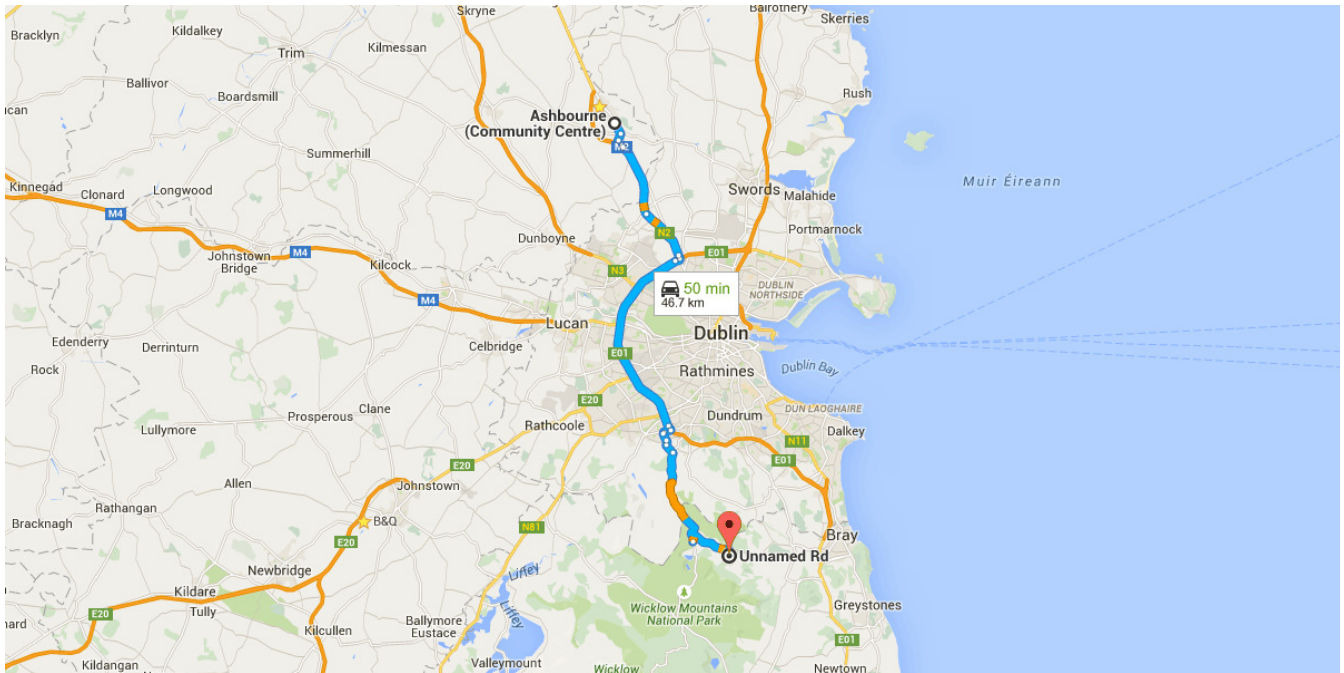 Skryne
Balrothery
Skerries
Bracklyn
Kildalkey
Kilmessan
Trim
Ballivor
Boardsmill
Rush
Ashbourne
(Community Centre)
M2
Summerhill
Kinnegad
Clonard
Longwood
Swords
Malahide
Muir Éireann
M4
N2
Portmarnock
Dunboyne
E01
Johnstown
Bridge
M4
Kilcock
N3
50 min
46.7 km
DUBLIN
NORTHSIDE
M4
Lucan
Dublin
Edenderry
Derrinturn
Celbridge
E01
Dublin Bay
Rock
Rathmines
Prosperous
Clane
E20
DUN LAOGHAIRE
Dundrum
Lullymore
Rathcoole
N11
Dalkey
E20
E01
Allen
Johnstown
Rathangan
Bracknagh
B&Q
N81
Bray
E20
Unnamed Rd
Newbridge
Liffey
Kildare
Tully
Liffey
Wicklow Mountains
National Park
Greystones
E20
Kilcullen
Ballymore
Eustace
E01
Kildangan
Valleymount
Wicklow
Newtown